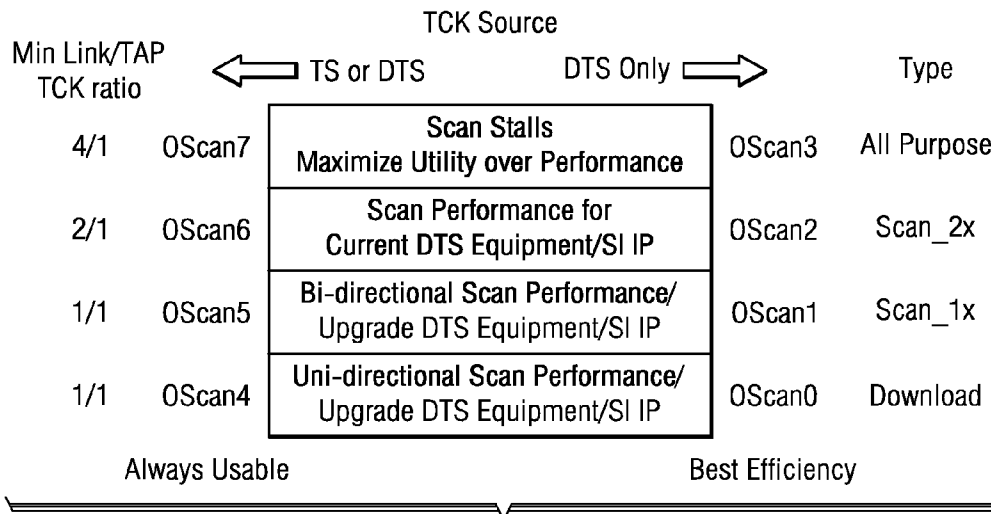 TCK Source
Min Link/TAP
TCK ratio
TS or DTS
DTS Only
Type
4/1
OScan7
Scan Stalls
Maximize Utility over Performance
OScan3
All Purpose
2/1
OScan6
Scan Performance for
Current DTS Equipment/SI IP
OScan2
Scan_2x
1/1
OScan5
Bi-directional Scan Performance/
Upgrade DTS Equipment/SI IP
OScan1
Scan_1x
1/1
OScan4
Uni-directional Scan Performance/
Upgrade DTS Equipment/SI IP
OScan0
Download
Always Usable
Best Efficiency